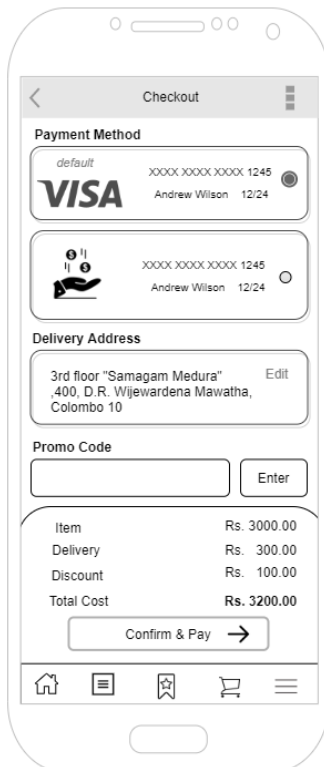 Checkout
Payment Method
default
VISA
XXXX XXXX XXXX 1245
Andrew Wilson 12/24
$
$
XXXX XXXX XXXX 1245
Andrew Wilson 12/24
Delivery Address
3rd floor "Samagam Medura" Edit
,400, D.R. Wijewardena Mawatha,
Colombo 10
Promo Code
Enter
Item Rs. 3000.00
Delivery Rs. 300.00
Discount Rs. 100.00
Total Cost Rs. 3200.00
Confirm & Pay